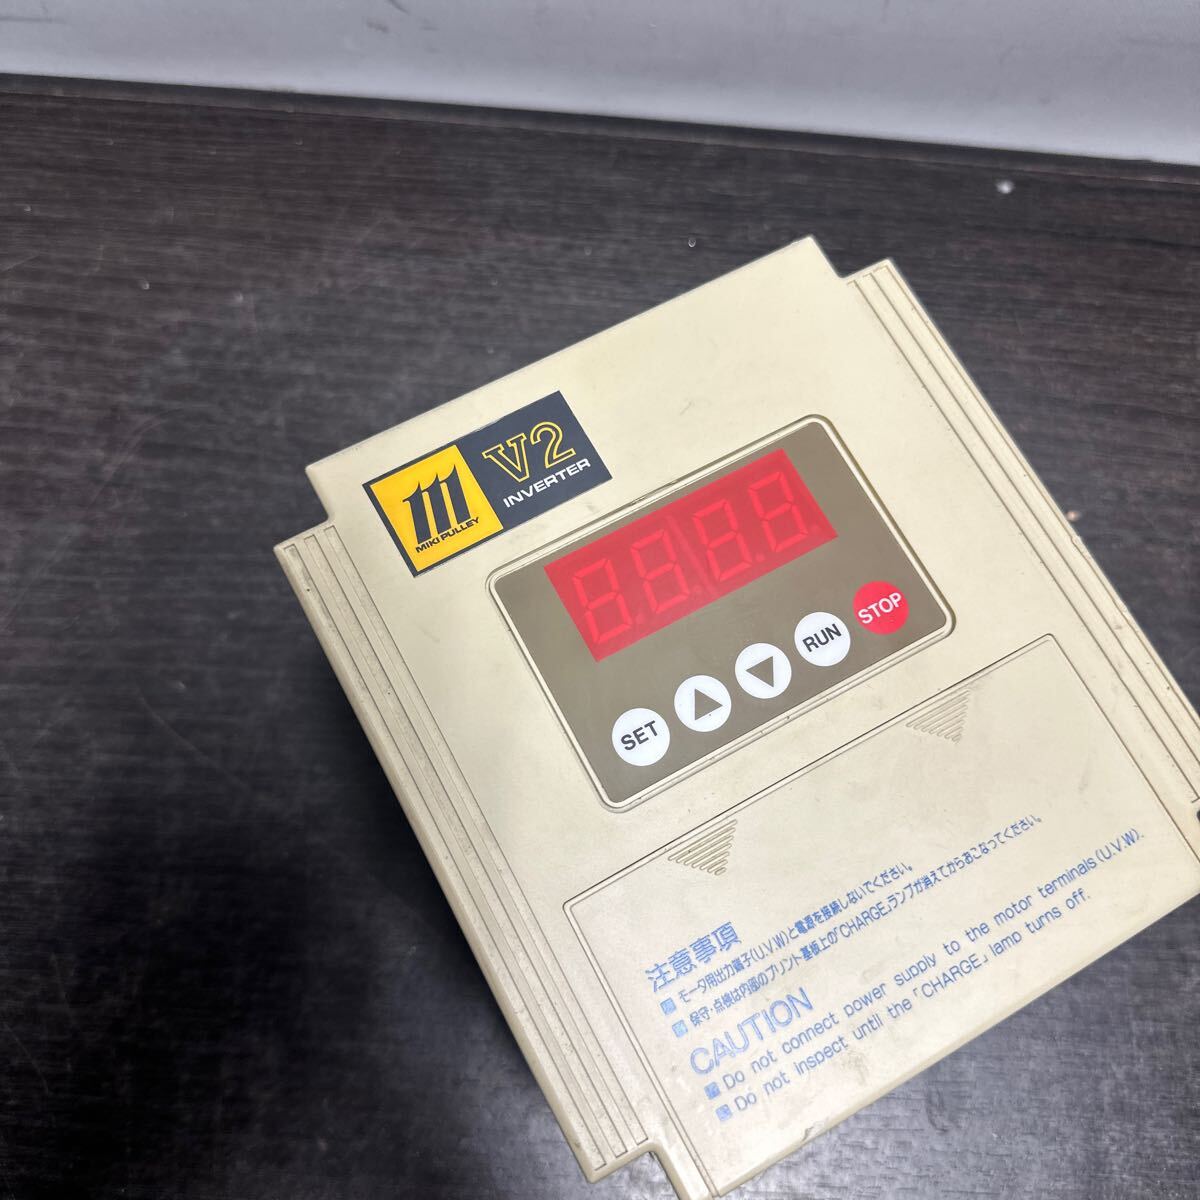 MIKI PULLEY
V2
INVERTER
8.8.8.8
SET
RUN
STOP
注意事項
モータ用出力端子(U.V.W)と電源を接続しないでください。
保守・点検は内部のプリント基板上の「CHARGE」ランプが消えてからおこなってください。
CAUTION
Do not connect power supply to the motor terminals (U.V.W).
Do not inspect until the「CHARGE」lamp turns off.